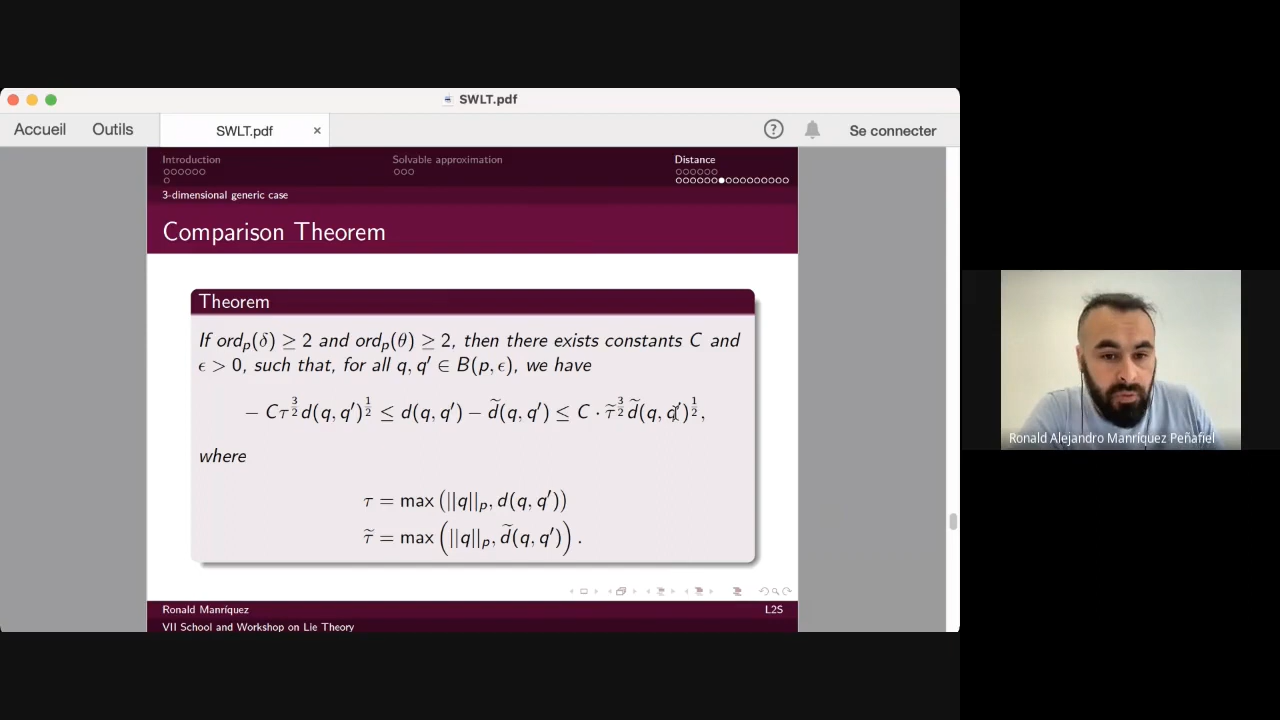 SWLT.pdf
Accueil Outils SWLT.pdf × ? Se connecter
Introduction Solvable approximation Distance
3-dimensional generic case
Comparison Theorem
Theorem
If ord_p(δ) ≥ 2 and ord_p(θ) ≥ 2, then there exists constants C and
ϵ > 0, such that, for all q, q′ ∈ B(p, ϵ), we have
− Cτ^{3/2} d(q, q′)^{1/2} ≤ d(q, q′) − d̃(q, q′) ≤ C · τ̃^{3/2} d̃(q, q′)^{1/2},
where
τ = max (||q||_p, d(q, q′))
τ̃ = max (||q||_p, d̃(q, q′)) .
Ronald Manríquez L2S
VII School and Workshop on Lie Theory
Ronald Alejandro Manríquez Peñafiel